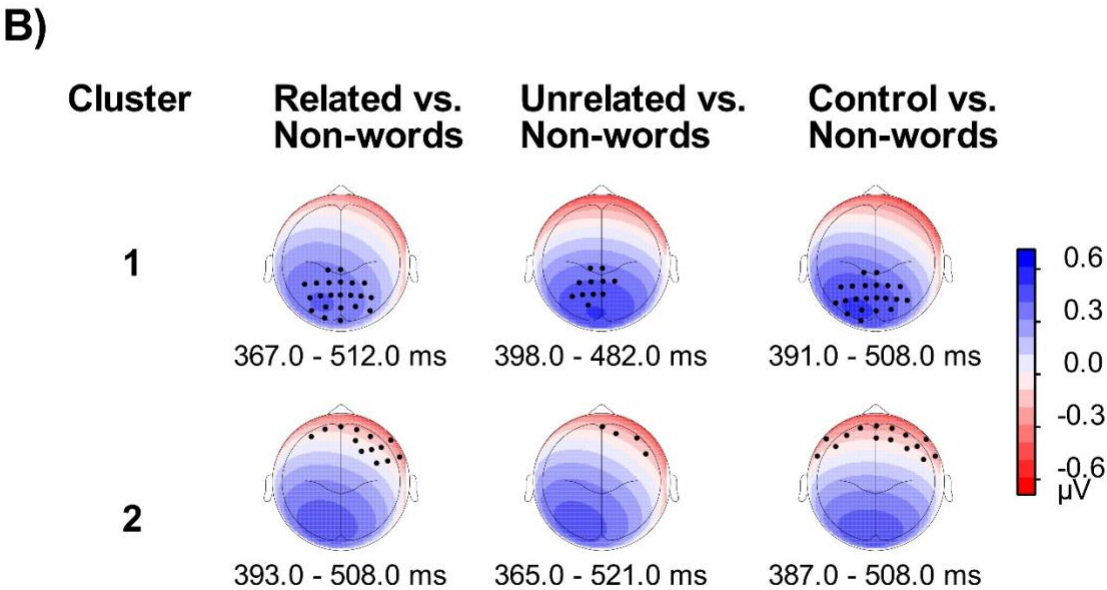 B)
Cluster
Related vs.
Non-words
Unrelated vs.
Non-words
Control vs.
Non-words
1
367.0 - 512.0 ms
398.0 - 482.0 ms
391.0 - 508.0 ms
2
393.0 - 508.0 ms
365.0 - 521.0 ms
387.0 - 508.0 ms
0.6
0.3
0.0
-0.3
-0.6
µV